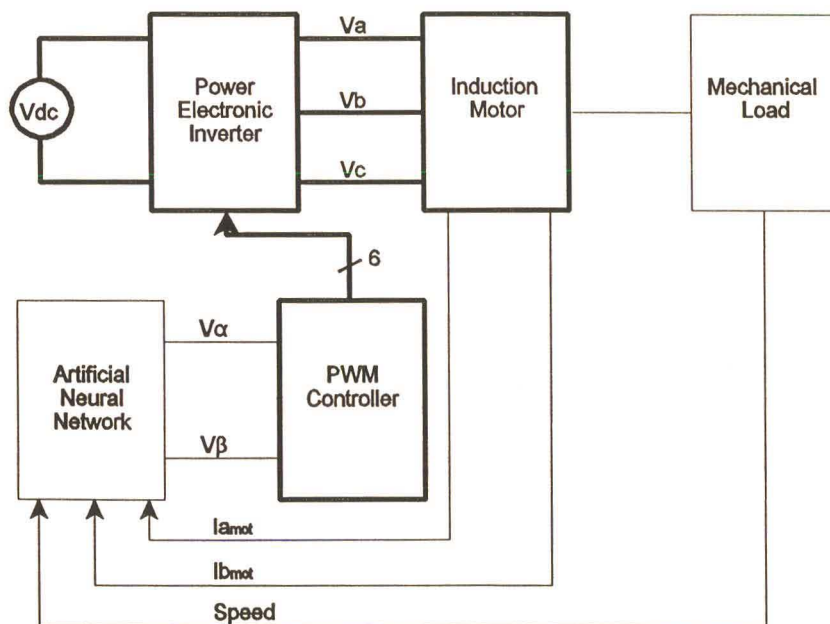 Va
Vdc
Power
Electronic
Inverter
Vb
Induction
Motor
Mechanical
Load
Vc
6
Vα
Artificial
Neural
Network
PWM
Controller
Vβ
Iamot
Ibmot
Speed